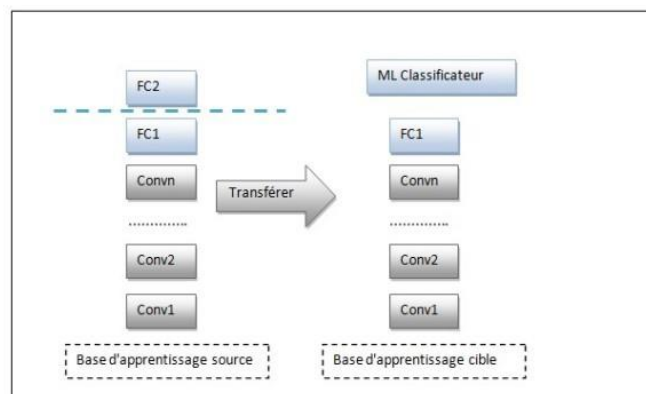 FC2
ML Classificateur
FC1
FC1
Convn
Transférer
Convn
..............
..............
Conv2
Conv2
Conv1
Conv1
Base d'apprentissage source
Base d'apprentissage cible